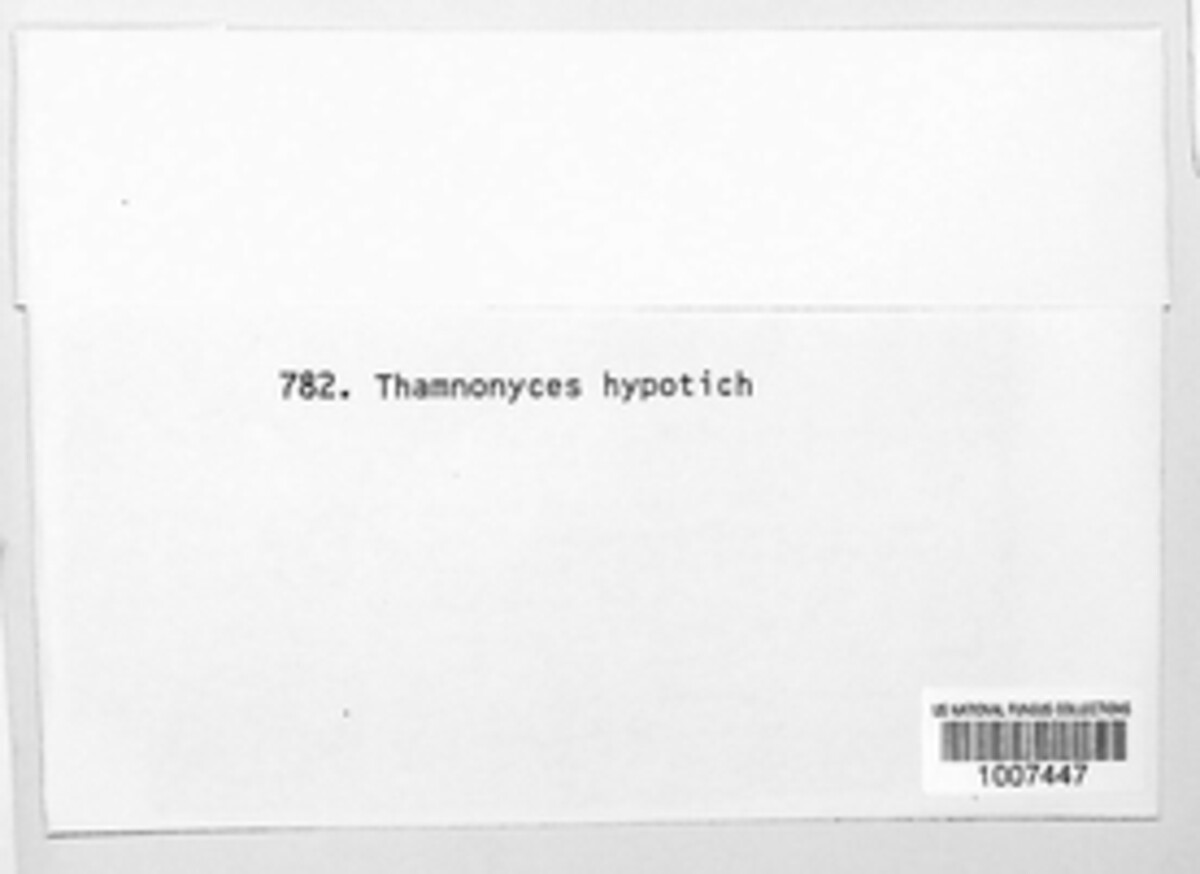 782. Thamnonyces hypotich
US NATIONAL FUNGUS COLLECTIONS
1007447